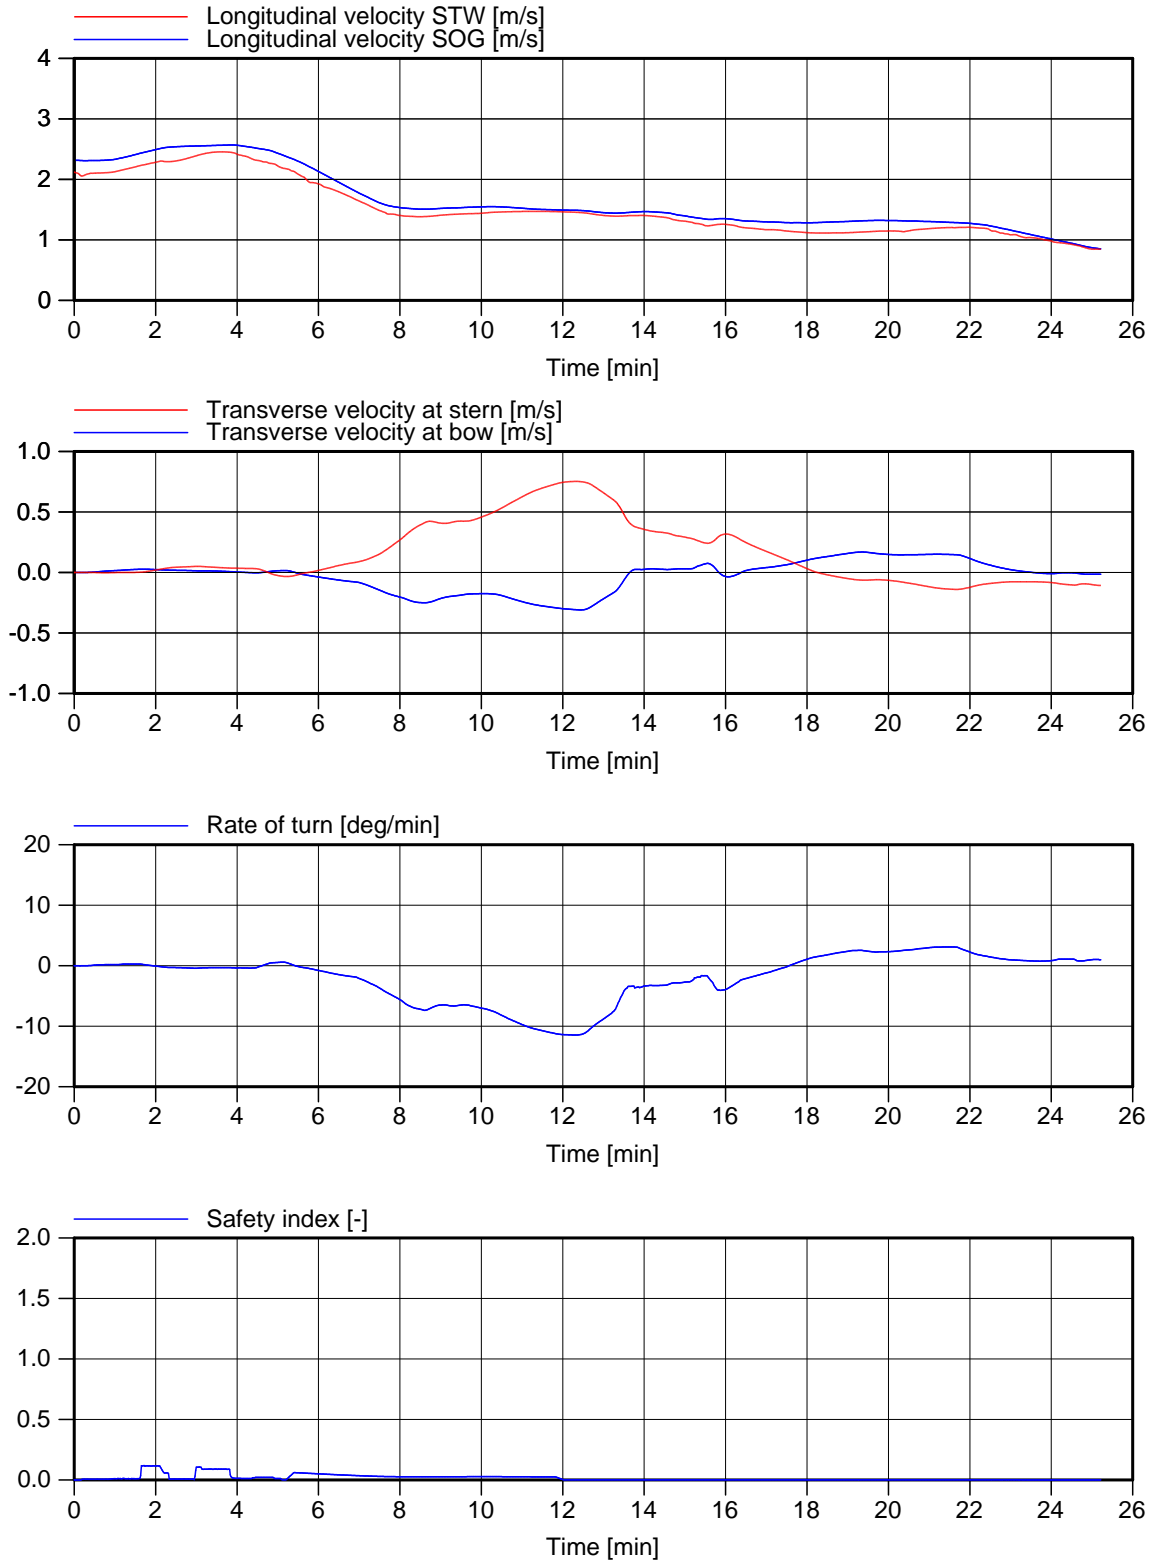 Longitudinal velocity STW [m/s]
Longitudinal velocity SOG [m/s]
4
3
2
1
0
0 2 4 6 8 10 12 14 16 18 20 22 24 26
Time [min]
Transverse velocity at stern [m/s]
Transverse velocity at bow [m/s]
1.0
0.5
0.0
-0.5
-1.0
0 2 4 6 8 10 12 14 16 18 20 22 24 26
Time [min]
Rate of turn [deg/min]
20
10
0
-10
-20
0 2 4 6 8 10 12 14 16 18 20 22 24 26
Time [min]
Safety index [-]
2.0
1.5
1.0
0.5
0.0
0 2 4 6 8 10 12 14 16 18 20 22 24 26
Time [min]